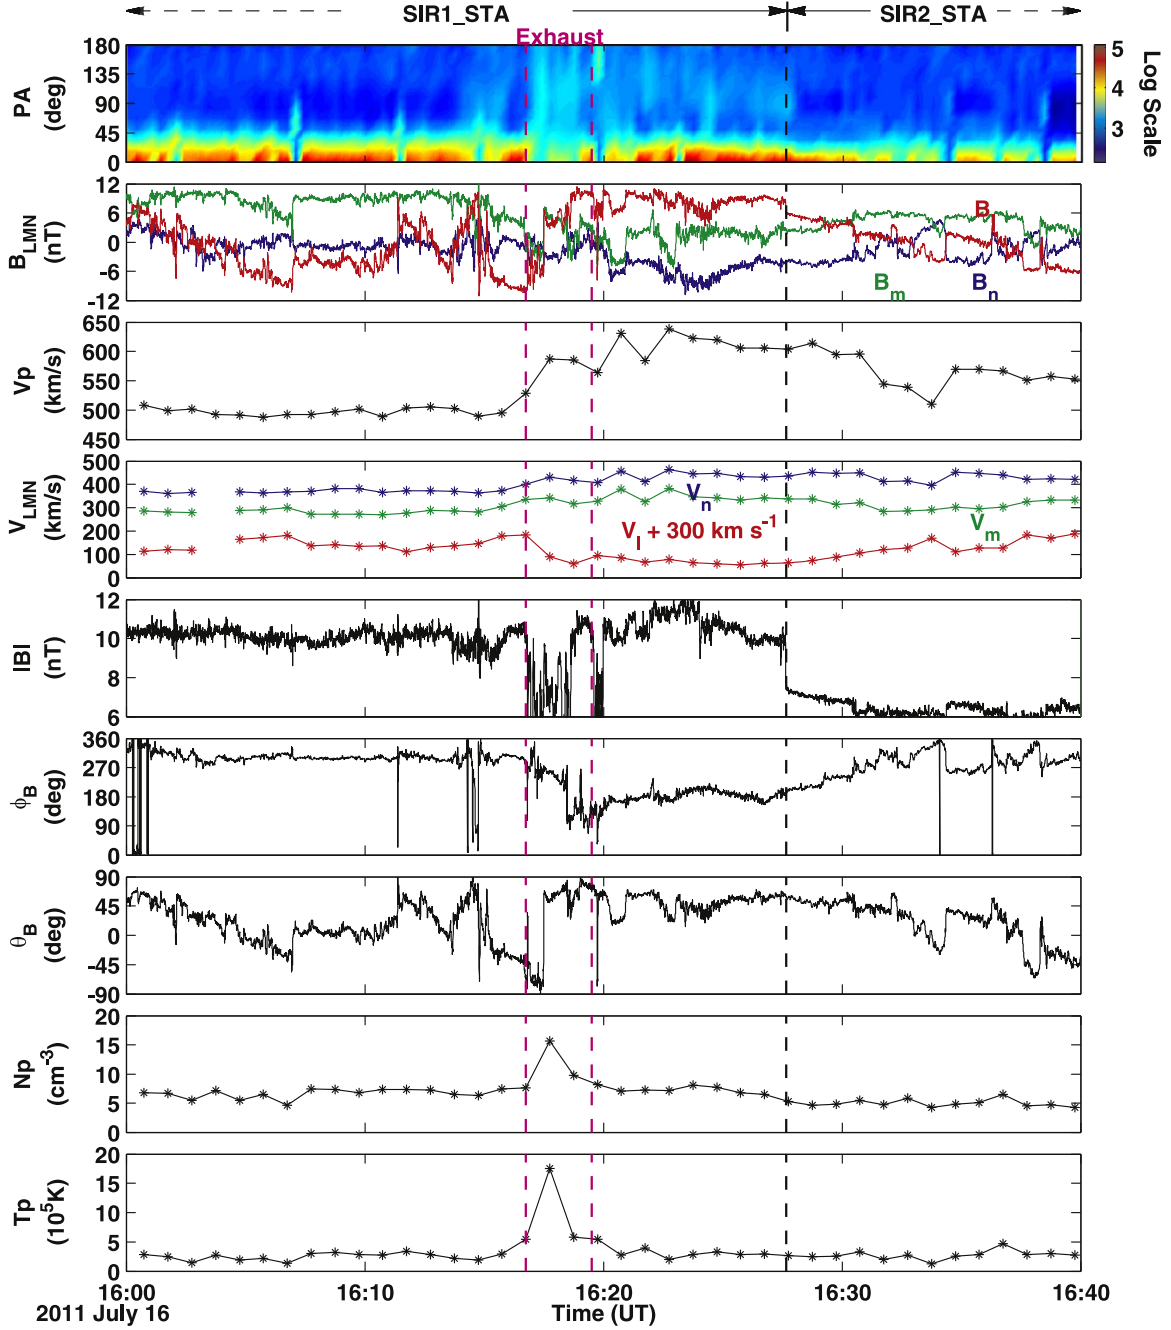 SIR1_STA SIR2_STA
Exhaust
PA (deg)
180
135
90
45
0
5
4
3
Log Scale
B_LMN (nT)
12
6
0
-6
-12
B
B_m
B_n
Vp (km/s)
650
600
550
500
450
V_LMN (km/s)
500
400
300
200
100
0
V_n
V_l + 300 km s^-1
V_m
|B| (nT)
12
10
8
6
ϕ_B (deg)
360
270
180
90
0
θ_B (deg)
90
45
0
-45
-90
Np (cm^-3)
20
15
10
5
0
Tp (10^5K)
20
15
10
5
0
16:00 16:10 16:20 16:30 16:40
2011 July 16 Time (UT)